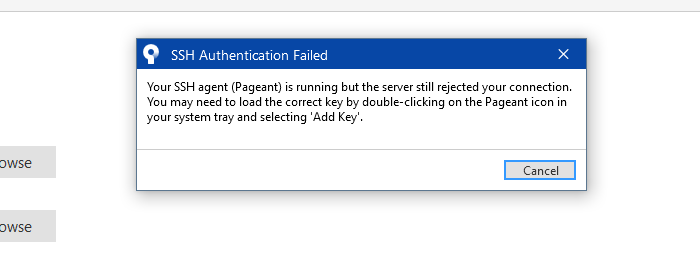 SSH Authentication Failed
Your SSH agent (Pageant) is running but the server still rejected your connection.
You may need to load the correct key by double-clicking on the Pageant icon in
your system tray and selecting 'Add Key'.
owse
Cancel
owse